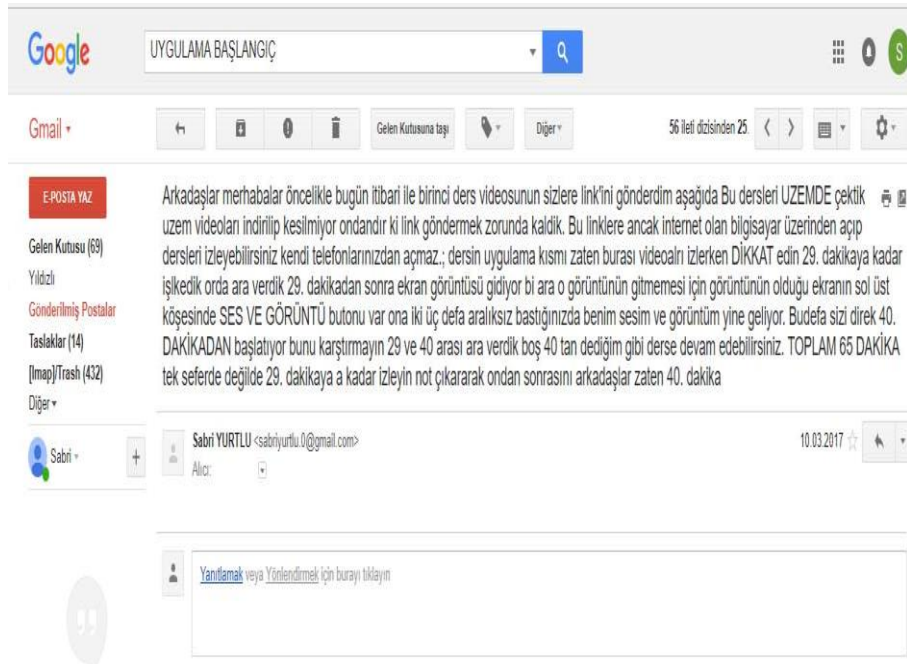 Google
UYGULAMA BAŞLANGIÇ
S
Gmail
Gelen Kutusuna taşı
Diğer
56 ileti dizisinden 25.
E-POSTA YAZ
Gelen Kutusu (69)
Yıldızlı
Gönderilmiş Postalar
Taslaklar (14)
[Imap]/Trash (432)
Diğer
Sabri
Arkadaşlar merhabalar öncelikle bugün itibari ile birinci ders videosunun sizlere link'ini gönderdim aşağıda Bu dersleri UZEMDE çektik
uzem videoları indirilip kesilmiyor ondandır ki link göndermek zorunda kaldik. Bu linklere ancak internet olan bilgisayar üzerinden açıp
dersleri izleyebilirsiniz kendi telefonlarınızdan açmaz.; dersin uygulama kısmı zaten burası videoalrı izlerken DİKKAT edin 29. dakikaya kadar
işlkedik orda ara verdik 29. dakikadan sonra ekran görüntüsü gidiyor bi ara o görüntünün gitmemesi için görüntünün olduğu ekranın sol üst
köşesinde SES VE GÖRÜNTÜ butonu var ona iki üç defa aralıksız bastığınızda benim sesim ve görüntüm yine geliyor. Budefa sizi direk 40.
DAKİKADAN başlatıyor bunu karştırmayın 29 ve 40 arası ara verdik boş 40 tan dediğim gibi derse devam edebilirsiniz. TOPLAM 65 DAKİKA
tek seferde değilde 29. dakikaya a kadar izleyin not çıkararak ondan sonrasını arkadaşlar zaten 40. dakika
Sabri YURTLU <sabriyurtlu.0@gmail.com>
10.03.2017
Alıcı:
Yanıtlamak veya Yönlendirmek için burayı tıklayın